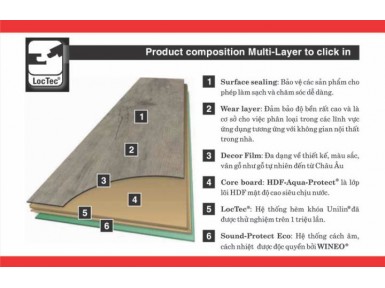 LocTec®
Product composition Multi-Layer to click in
1 Surface sealing: Bảo vệ các sản phẩm cho
phép làm sạch và chăm sóc dễ dàng.
2 Wear layer: Đảm bảo độ bền rất cao và là
cơ sở cho việc phân loại trong các lĩnh vực
ứng dụng tương ứng với không gian nội thất
trong nhà.
3 Decor Film: Đa dạng về thiết kế, màu sắc,
vân gỗ như gỗ tự nhiên đến từ Châu Âu
4 Core board: HDF-Aqua-Protect® là lớp
lõi HDF mật độ cao siêu chịu nước.
5 LocTec®: Hệ thống hèm khóa Unilin® đã
được thử nghiệm trên 1 triệu lần.
6 Sound-Protect Eco: Hệ thống cách âm,
cách nhiệt được độc quyền bởi WINEO®
1
2
3
4
5
6